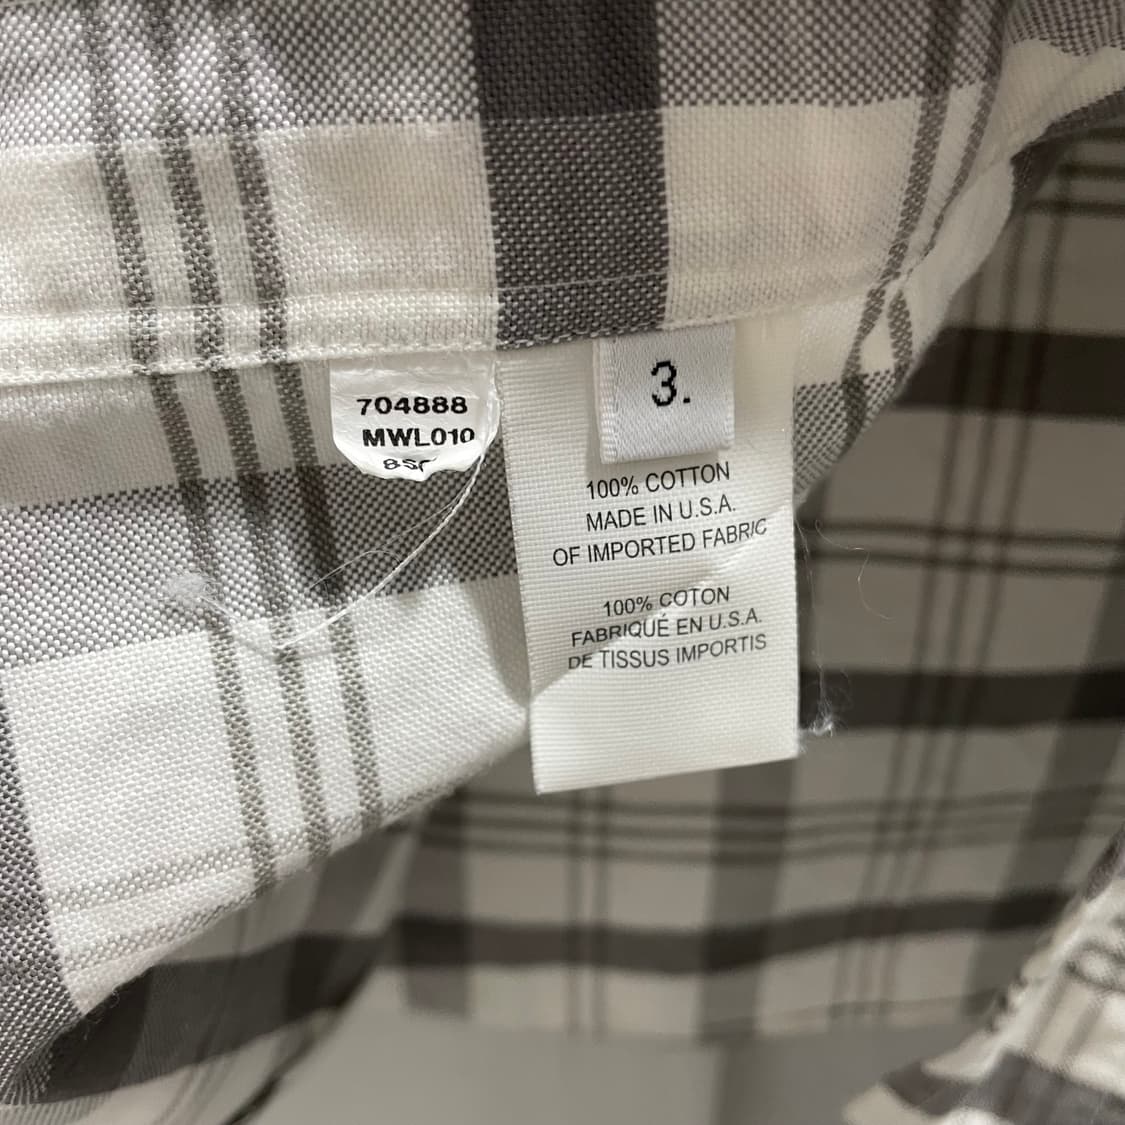 704888
MWL010
3.
100% COTTON
MADE IN U.S.A.
OF IMPORTED FABRIC
100% COTON
FABRIQUÉ EN U.S.A.
DE TISSUS IMPORTIS